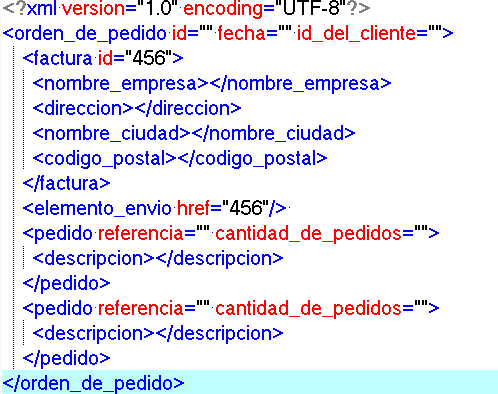 <?xml version="1.0" encoding="UTF-8"?>
<orden_de_pedido id="" fecha="" id_del_cliente="">
<factura id="456">
<nombre_empresa></nombre_empresa>
<direccion></direccion>
<nombre_ciudad></nombre_ciudad>
<codigo_postal></codigo_postal>
</factura>
<elemento_envio href="456"/>
<pedido referencia="" cantidad_de_pedidos="">
<descripcion></descripcion>
</pedido>
<pedido referencia="" cantidad_de_pedidos="">
<descripcion></descripcion>
</pedido>
</orden_de_pedido>